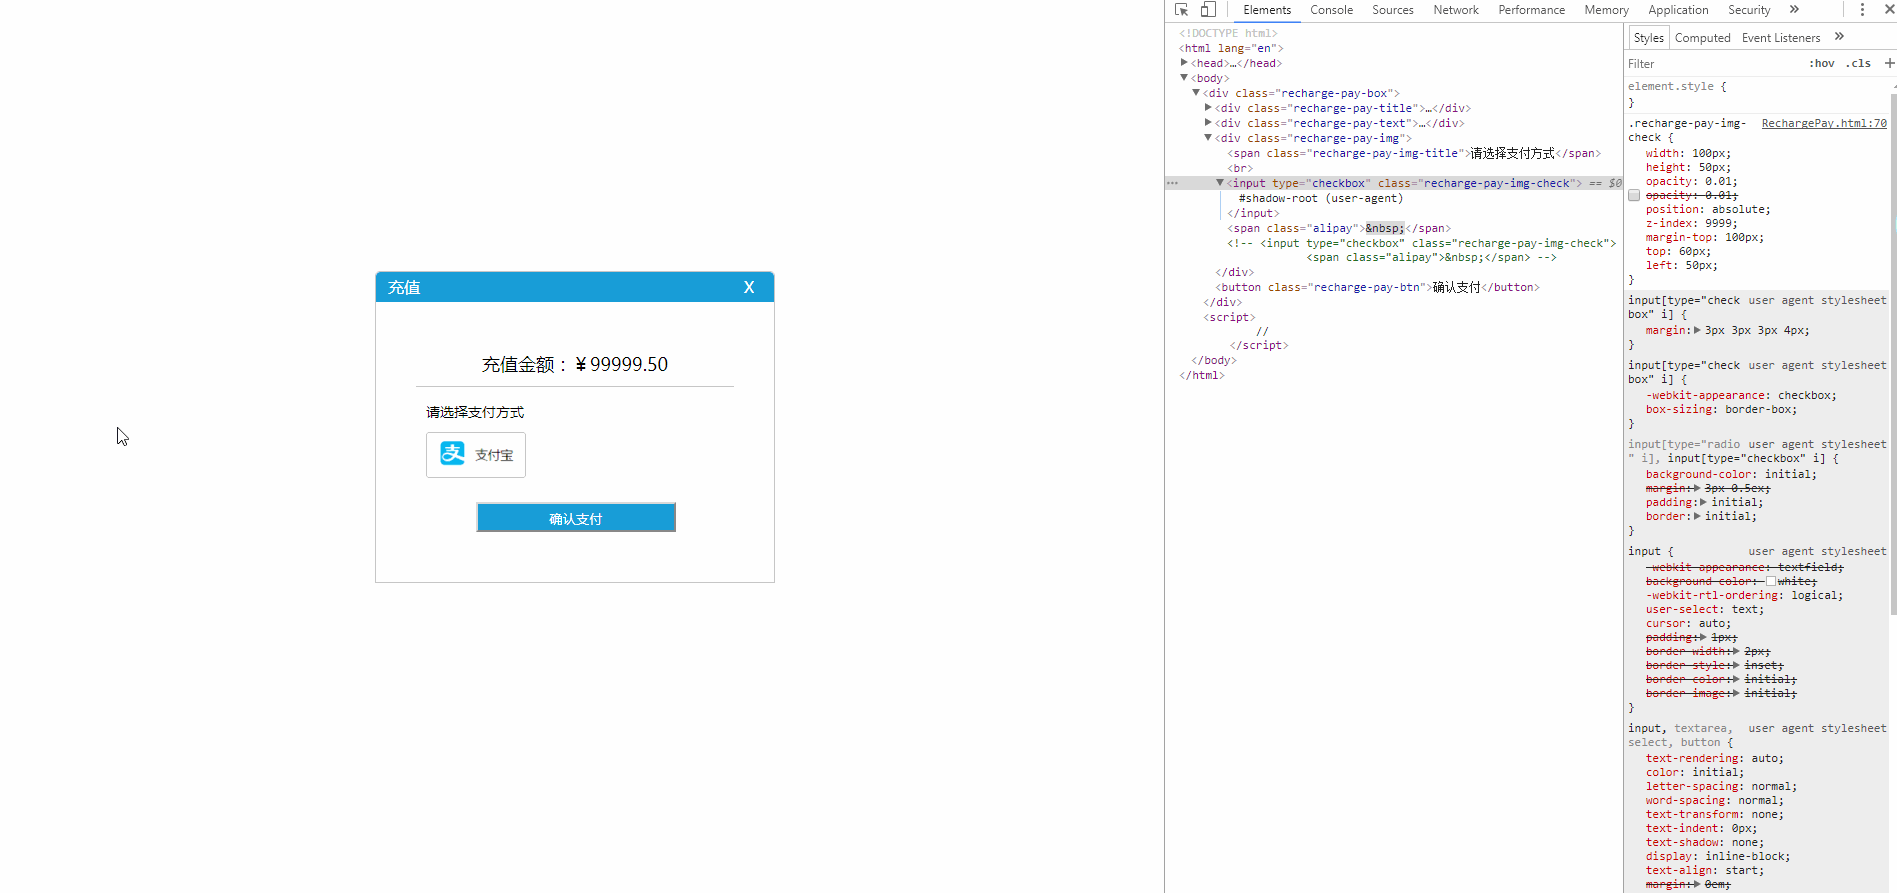 充值
X
充值金额：￥99999.50
请选择支付方式
支
支付宝
确认支付
Elements Console Sources Network Performance Memory Application Security »
<!DOCTYPE html>
<html lang="en">
<head>…</head>
<body>
<div class="recharge-pay-box">
<div class="recharge-pay-title">…</div>
<div class="recharge-pay-text">…</div>
<div class="recharge-pay-img">
<span class="recharge-pay-img-title">请选择支付方式</span>
<br>
<input type="checkbox" class="recharge-pay-img-check"> == $0
#shadow-root (user-agent)
</input>
<span class="alipay">&nbsp;</span>
<!-- <input type="checkbox" class="recharge-pay-img-check">
<span class="alipay">&nbsp;</span> -->
</div>
<button class="recharge-pay-btn">确认支付</button>
</div>
<script>
//
</script>
</body>
</html>
Styles Computed Event Listeners »
Filter :hov .cls +
element.style {
}
.recharge-pay-img- RechargePay.html:70
check {
width: 100px;
height: 50px;
opacity: 0.01;
opacity: 0.01;
position: absolute;
z-index: 9999;
margin-top: 100px;
top: 60px;
left: 50px;
}
input[type="check user agent stylesheet
box" i] {
margin: 3px 3px 3px 4px;
}
input[type="check user agent stylesheet
box" i] {
-webkit-appearance: checkbox;
box-sizing: border-box;
}
input[type="radio user agent stylesheet
" i], input[type="checkbox" i] {
background-color: initial;
margin: 3px 0.5ex;
padding: initial;
border: initial;
}
input { user agent stylesheet
-webkit-appearance: textfield;
background-color: white;
-webkit-rtl-ordering: logical;
user-select: text;
cursor: auto;
padding: 1px;
border-width: 2px;
border-style: inset;
border-color: initial;
border-image: initial;
}
input, textarea, user agent stylesheet
select, button {
text-rendering: auto;
color: initial;
letter-spacing: normal;
word-spacing: normal;
text-transform: none;
text-indent: 0px;
text-shadow: none;
display: inline-block;
text-align: start;
margin: 0em;